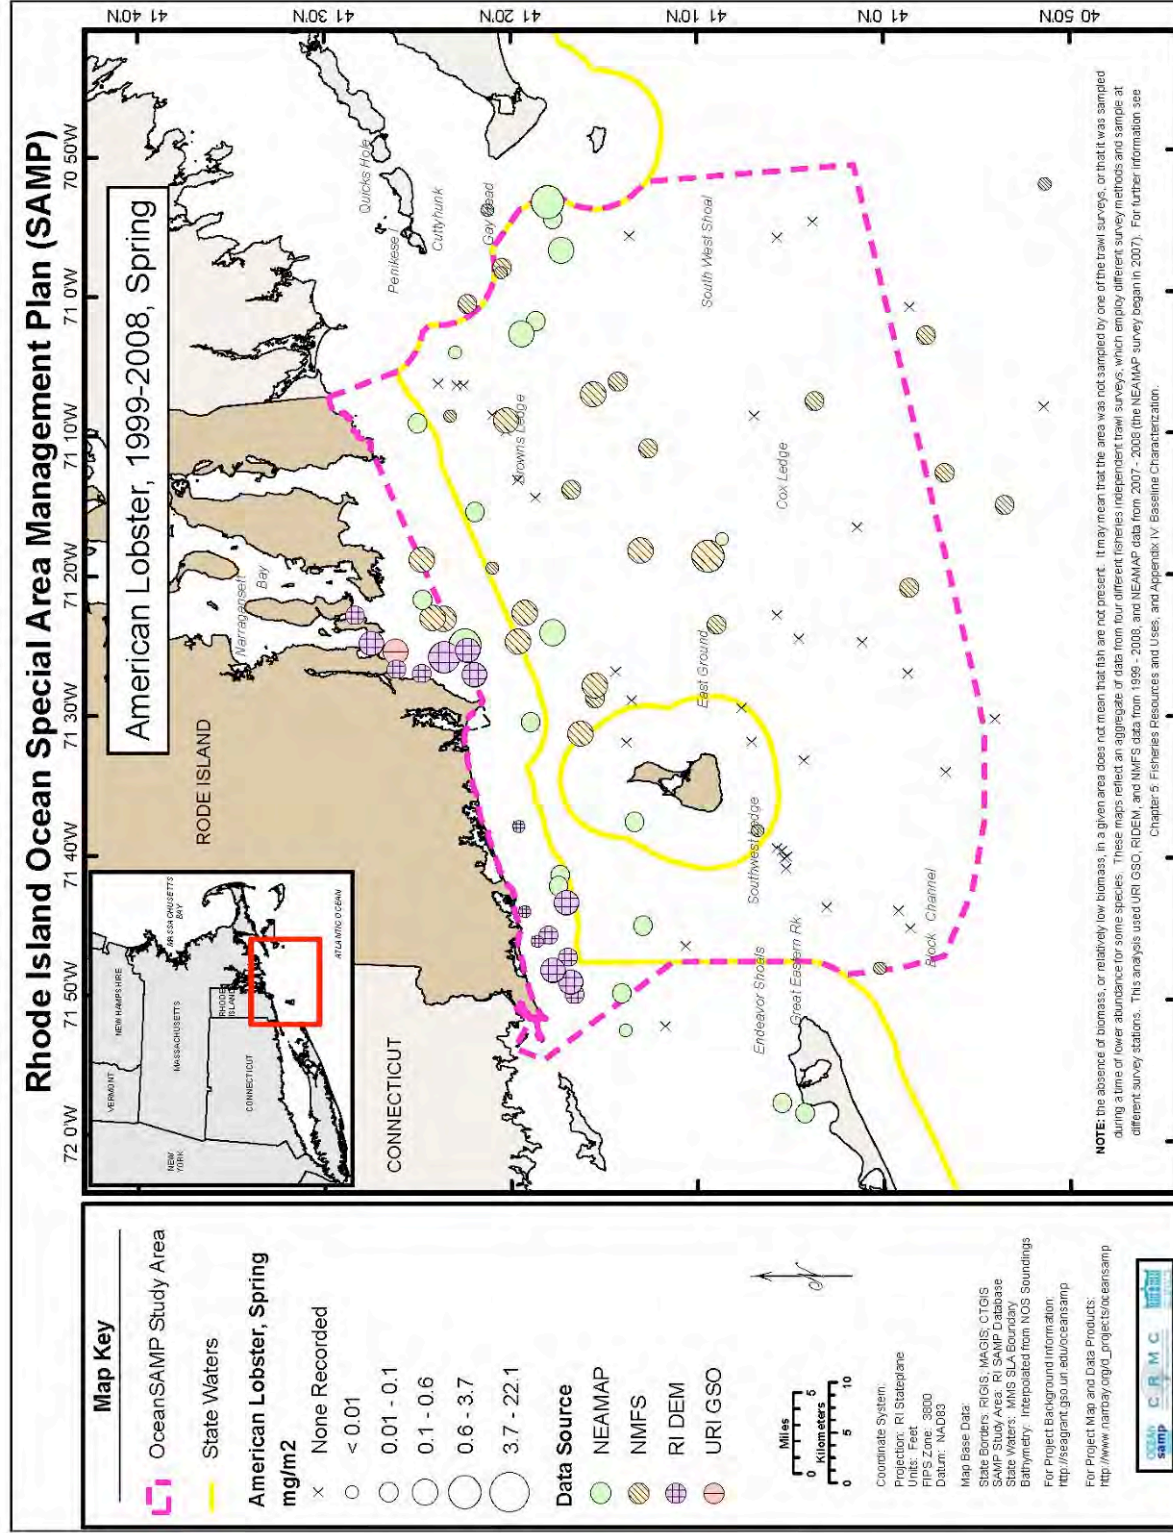 Rhode Island Ocean Special Area Management Plan (SAMP)
American Lobster, 1999-2008, Spring
72 0'W
71 50'W
71 40'W
71 30'W
71 20'W
71 10'W
71 0'W
70 50'W
41 40'N
41 30'N
41 20'N
41 10'N
41 0'N
40 50'N
VERMONT
NEW HAMPSHIRE
MASSACHUSETTS
BAY
NEW
YORK
MASSACHUSETTS
CONNECTICUT
RHODE
ISLAND
ATLANTIC OCEAN
RODE ISLAND
CONNECTICUT
Narragansett
Bay
Quicks Hole
Penikese I
Cuttyhunk
Gay Head
Browns Ledge
South West Shoal
Cox Ledge
East Ground
Southwest Ledge
Endeavor Shoals
Great Eastern Rk
Block Channel
NOTE: the absence of biomass, or relatively low biomass, in a given area does not mean that fish are not present. It may mean that the area was not sampled by one of the trawl surveys, or that it was sampled
during a time of lower abundance for some species. These maps reflect an aggregate of data from four different fisheries independent trawl surveys, which employ different survey methods and sample at
different survey stations. This analysis used URI GSO, RIDEM, and NMFS data from 1999 - 2008, and NEAMAP data from 2007 - 2008 (the NEAMAP survey began in 2007). For further information see
Chapter 5: Fisheries Resources and Uses, and Appendix IV: Baseline Characterization.
Map Key
OceanSAMP Study Area
State Waters
American Lobster, Spring
mg/m2
× None Recorded
< 0.01
0.01 - 0.1
0.1 - 0.6
0.6 - 3.7
3.7 - 22.1
Data Source
NEAMAP
NMFS
RI DEM
URI GSO
Miles
0 5
Kilometers
0 5 10
N
Coordinate System:
Projection: RI Stateplane
Units: Feet
FIPS Zone: 3800
Datum: NAD83
Map Base Data:
State Borders: RIGIS; MAGIS; CTGIS
SAMP Study Area: RI SAMP Database
State Waters: MMS SLA Boundary
Bathymetry: Interpolated from NOS Soundings
For Project Background Information:
http://seagrant.gso.uri.edu/oceansamp
For Project Map and Data Products:
http://www.narrbay.org/d_projects/oceansamp
OCEAN
samp
C R M C